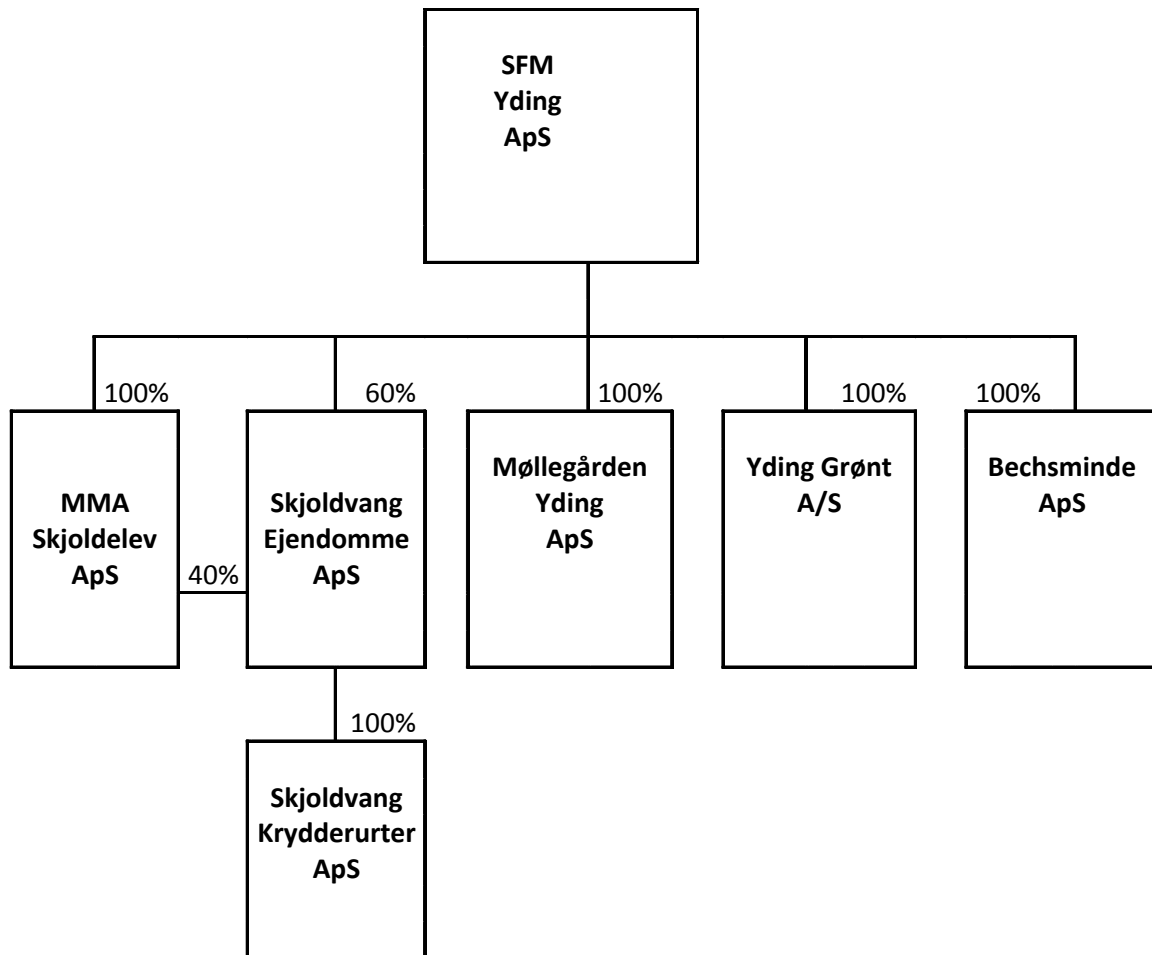 SFM
Yding
ApS
100%
60%
100%
100%
100%
MMA
Skjoldelev
ApS
40%
Skjoldvang
Ejendomme
ApS
Møllegården
Yding
ApS
Yding Grønt
A/S
Bechsminde
ApS
100%
Skjoldvang
Krydderurter
ApS